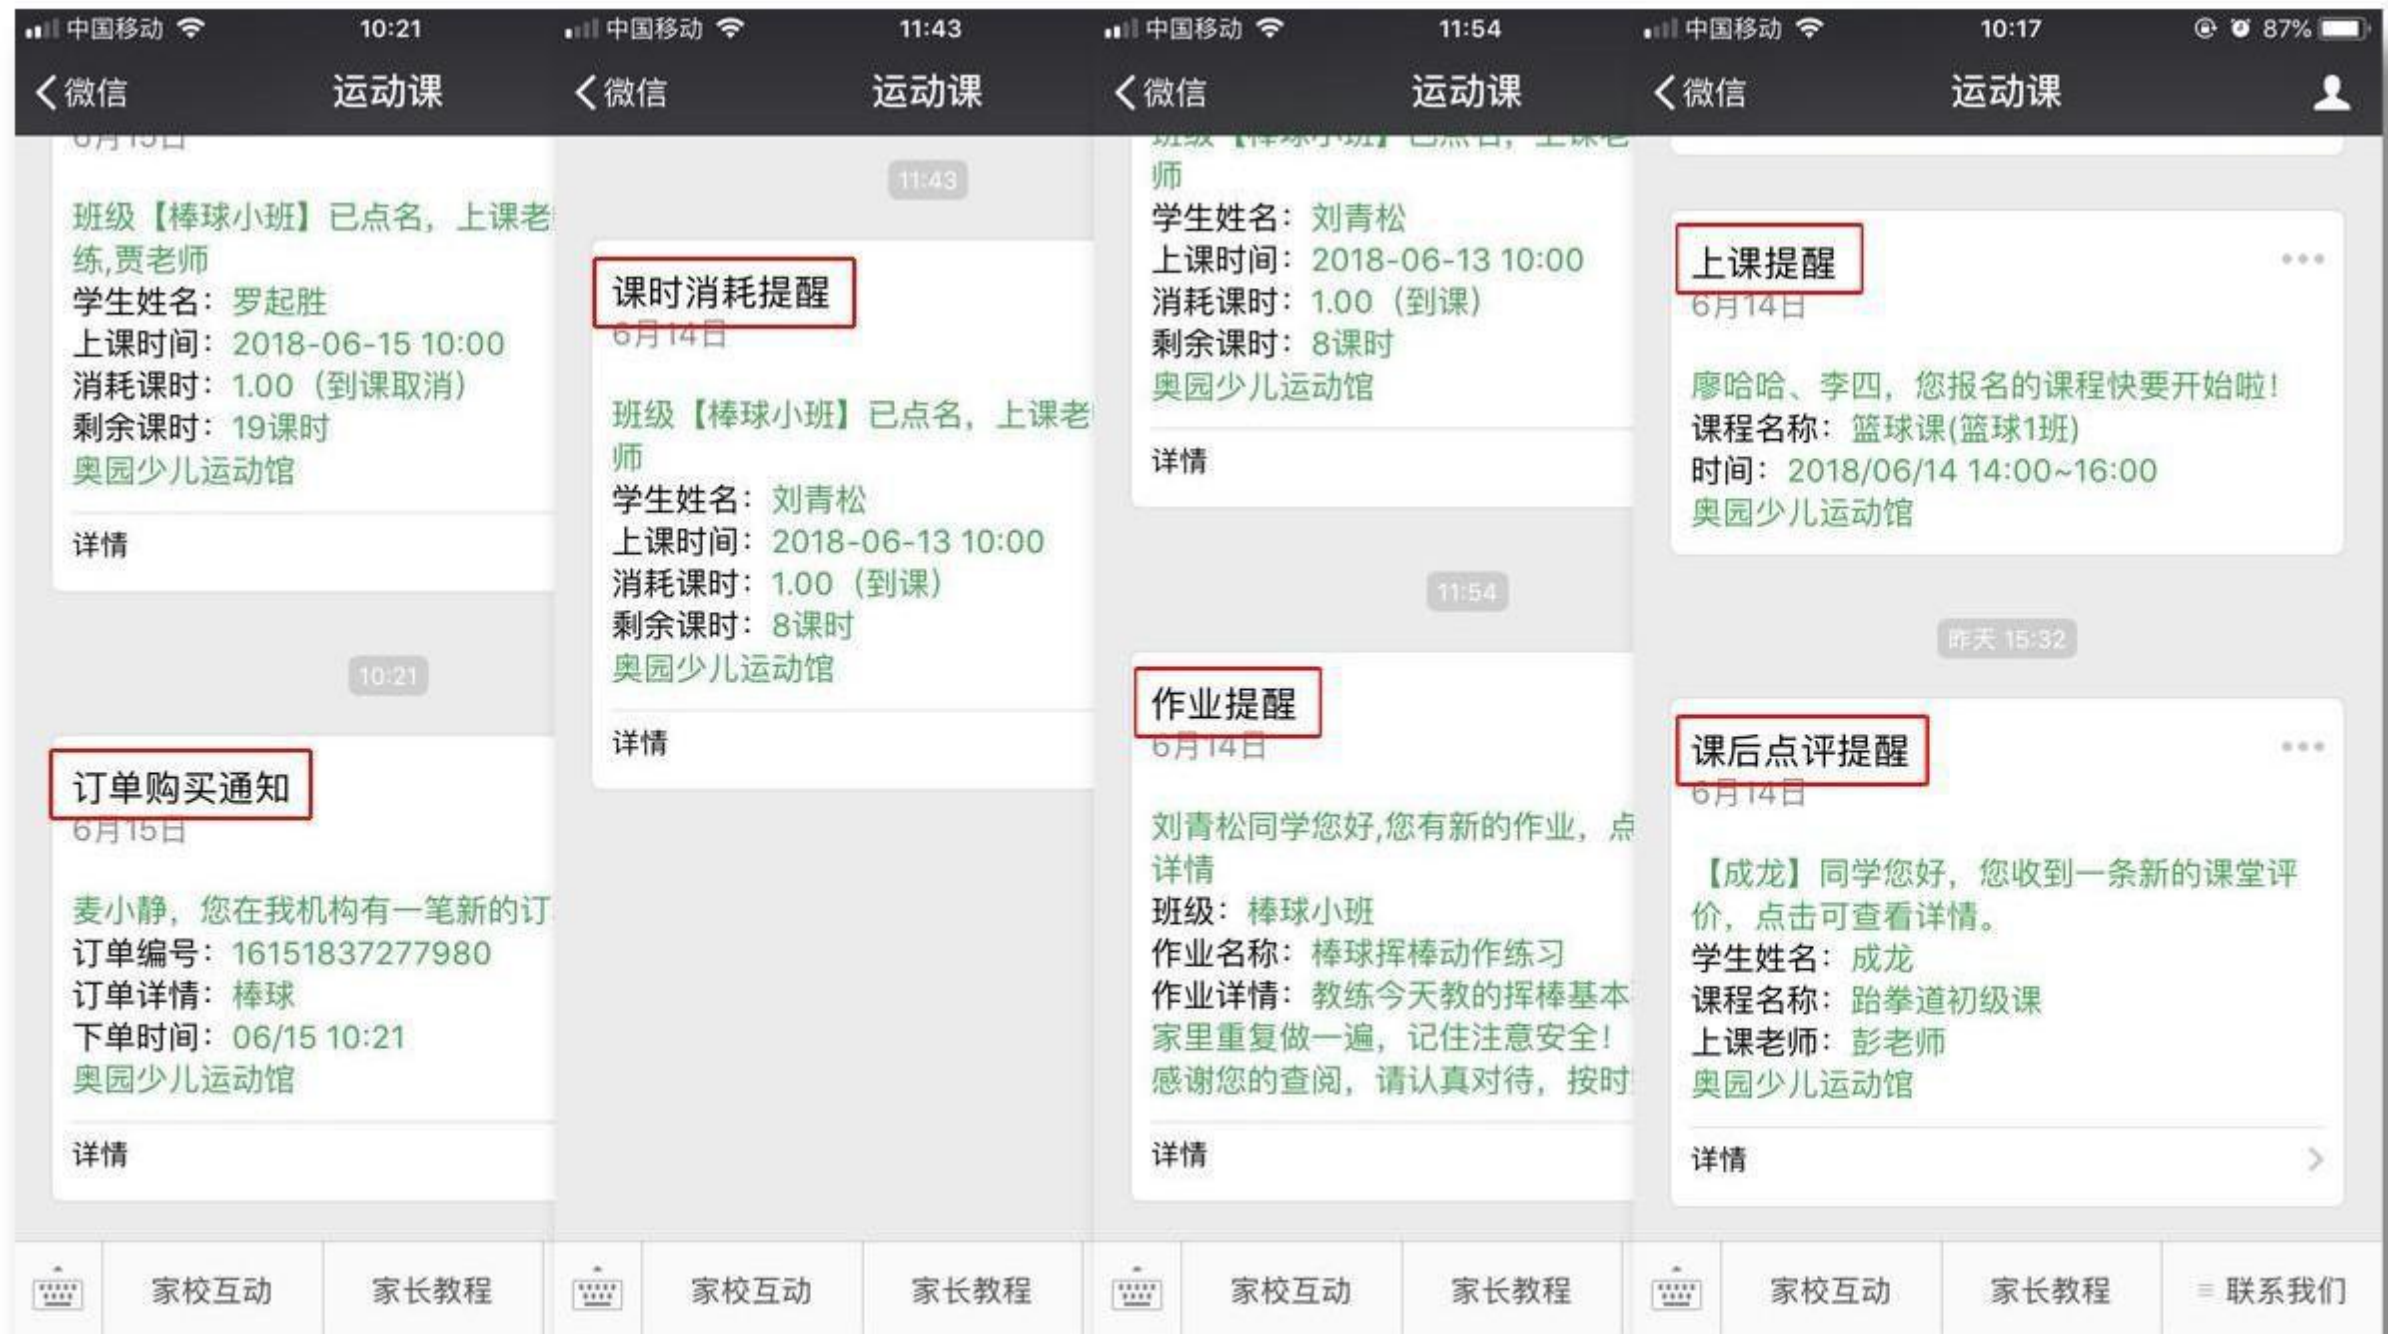 中国移动 10:21
微信 运动课
6月15日
班级【棒球小班】已点名，上课老
练,贾老师
学生姓名：罗起胜
上课时间：2018-06-15 10:00
消耗课时：1.00（到课取消）
剩余课时：19课时
奥园少儿运动馆
详情
10:21
订单购买通知
6月15日
麦小静，您在我机构有一笔新的订
订单编号：16151837277980
订单详情：棒球
下单时间：06/15 10:21
奥园少儿运动馆
详情
家校互动 家长教程
中国移动 11:43
微信 运动课
11:43
课时消耗提醒
6月14日
班级【棒球小班】已点名，上课老
师
学生姓名：刘青松
上课时间：2018-06-13 10:00
消耗课时：1.00（到课）
剩余课时：8课时
奥园少儿运动馆
详情
家校互动 家长教程
中国移动 11:54
微信 运动课
班级【棒球小班】已点名，上课老
师
学生姓名：刘青松
上课时间：2018-06-13 10:00
消耗课时：1.00（到课）
剩余课时：8课时
奥园少儿运动馆
详情
11:54
作业提醒
6月14日
刘青松同学您好,您有新的作业，点
详情
班级：棒球小班
作业名称：棒球挥棒动作练习
作业详情：教练今天教的挥棒基本
家里重复做一遍，记住注意安全！
感谢您的查阅，请认真对待，按时
详情
家校互动 家长教程
中国移动 10:17 87%
微信 运动课
上课提醒
6月14日
廖哈哈、李四，您报名的课程快要开始啦！
课程名称：篮球课(篮球1班)
时间：2018/06/14 14:00~16:00
奥园少儿运动馆
昨天 15:32
课后点评提醒
6月14日
【成龙】同学您好，您收到一条新的课堂评
价，点击可查看详情。
学生姓名：成龙
课程名称：跆拳道初级课
上课老师：彭老师
奥园少儿运动馆
详情
家校互动 家长教程 联系我们